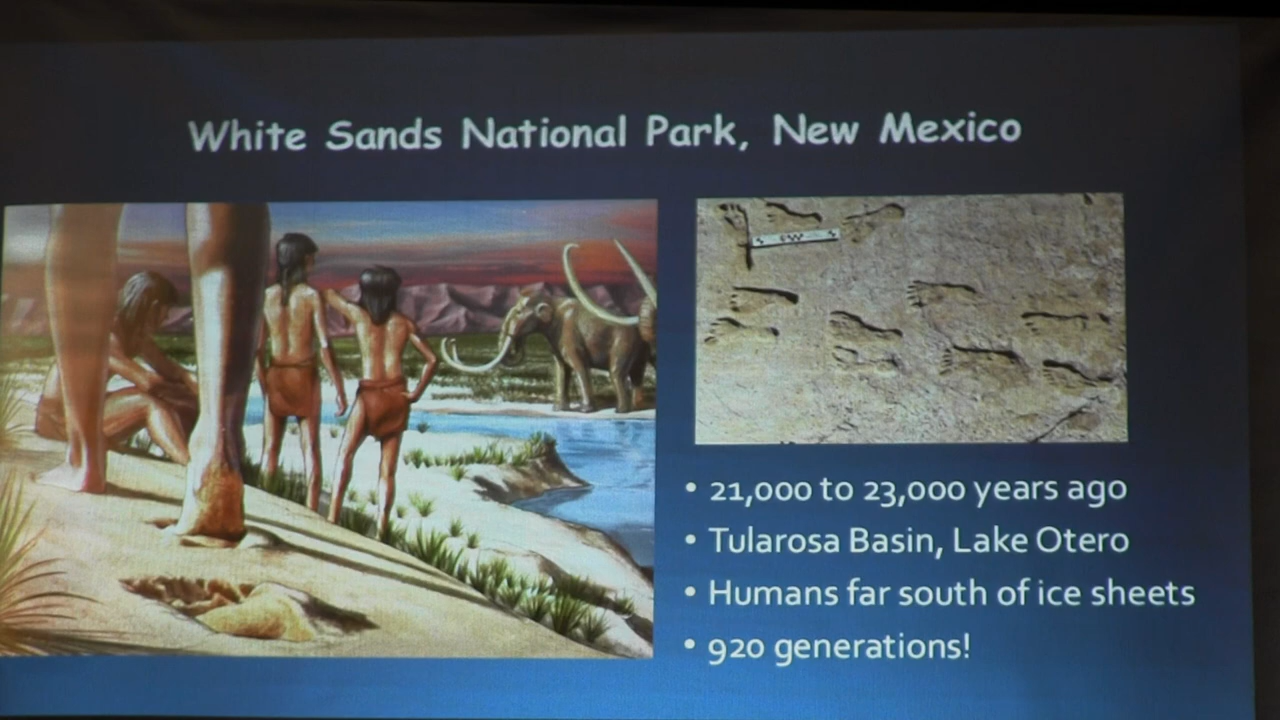 White Sands National Park, New Mexico
• 21,000 to 23,000 years ago
• Tularosa Basin, Lake Otero
• Humans far south of ice sheets
• 920 generations!